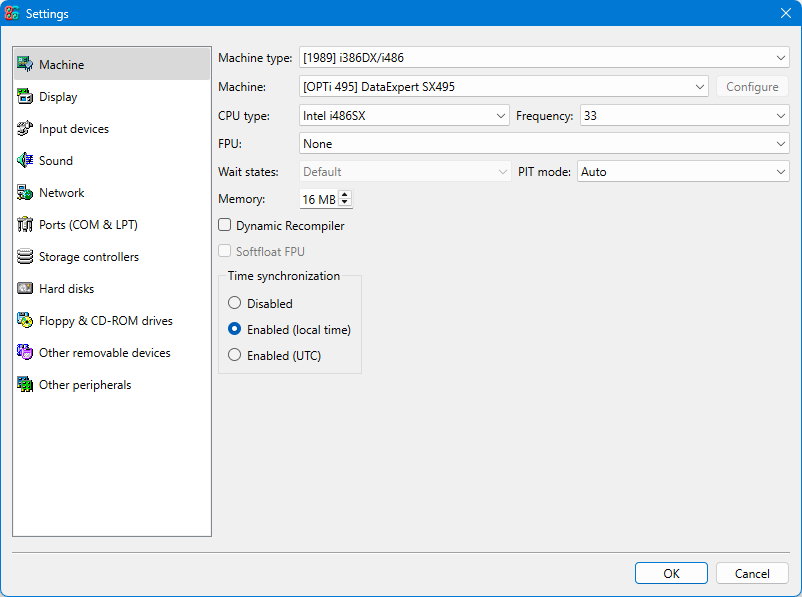 Settings
Machine
Display
Input devices
Sound
Network
Ports (COM & LPT)
Storage controllers
Hard disks
Floppy & CD-ROM drives
Other removable devices
Other peripherals
Machine type: [1989] i386DX/i486
Machine: [OPTi 495] DataExpert SX495 Configure
CPU type: Intel i486SX Frequency: 33
FPU: None
Wait states: Default PIT mode: Auto
Memory: 16 MB
Dynamic Recompiler
Softfloat FPU
Time synchronization
Disabled
Enabled (local time)
Enabled (UTC)
OK Cancel